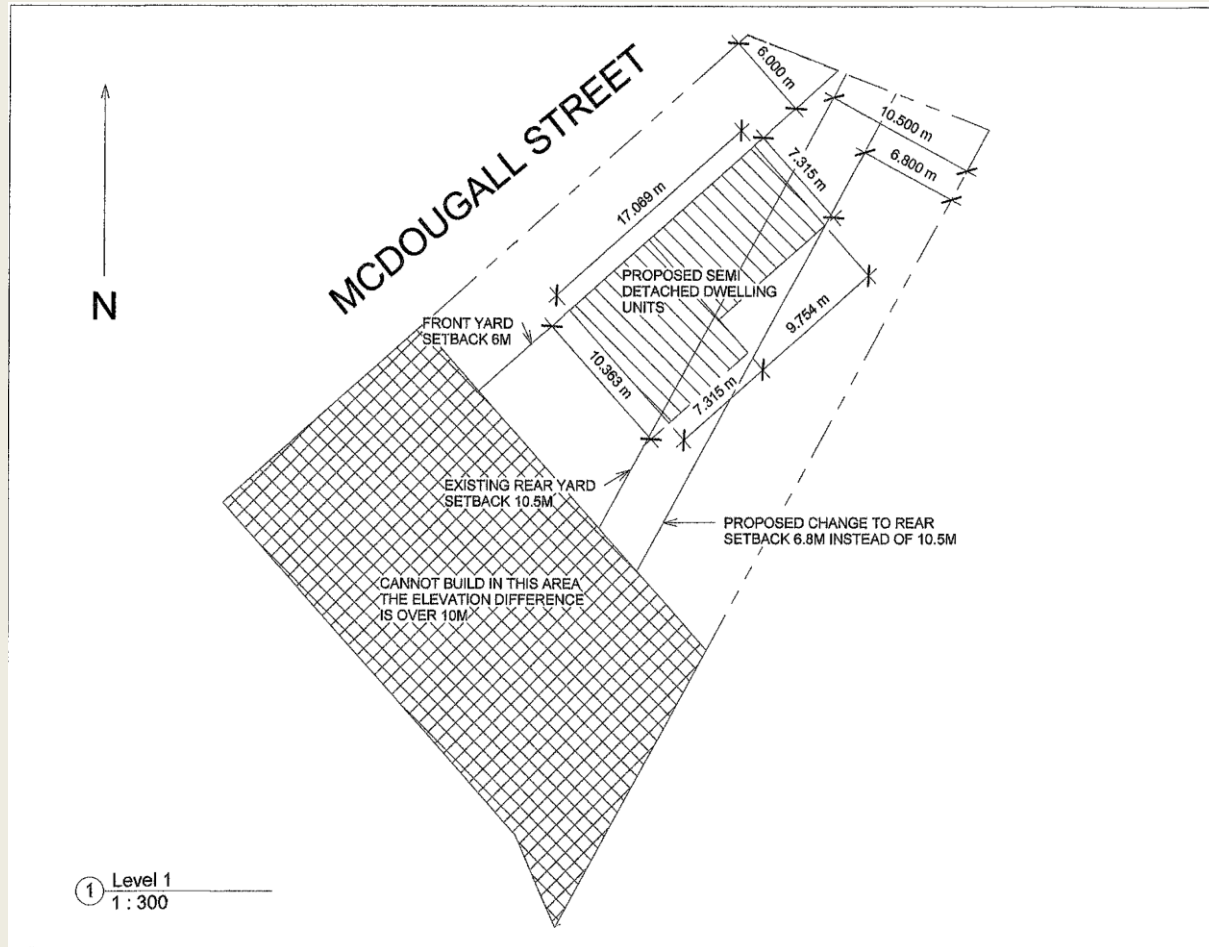 6.000 m
MCDOUGALL STREET
10.500 m
6.800 m
7.315 m
17.069 m
N
PROPOSED SEMI
DETACHED DWELLING
UNITS
FRONT YARD
SETBACK 6M
9.754 m
10.363 m
7.315 m
EXISTING REAR YARD
SETBACK 10.5M
PROPOSED CHANGE TO REAR
SETBACK 6.8M INSTEAD OF 10.5M
CANNOT BUILD IN THIS AREA
THE ELEVATION DIFFERENCE
IS OVER 10M
1 Level 1
1 : 300